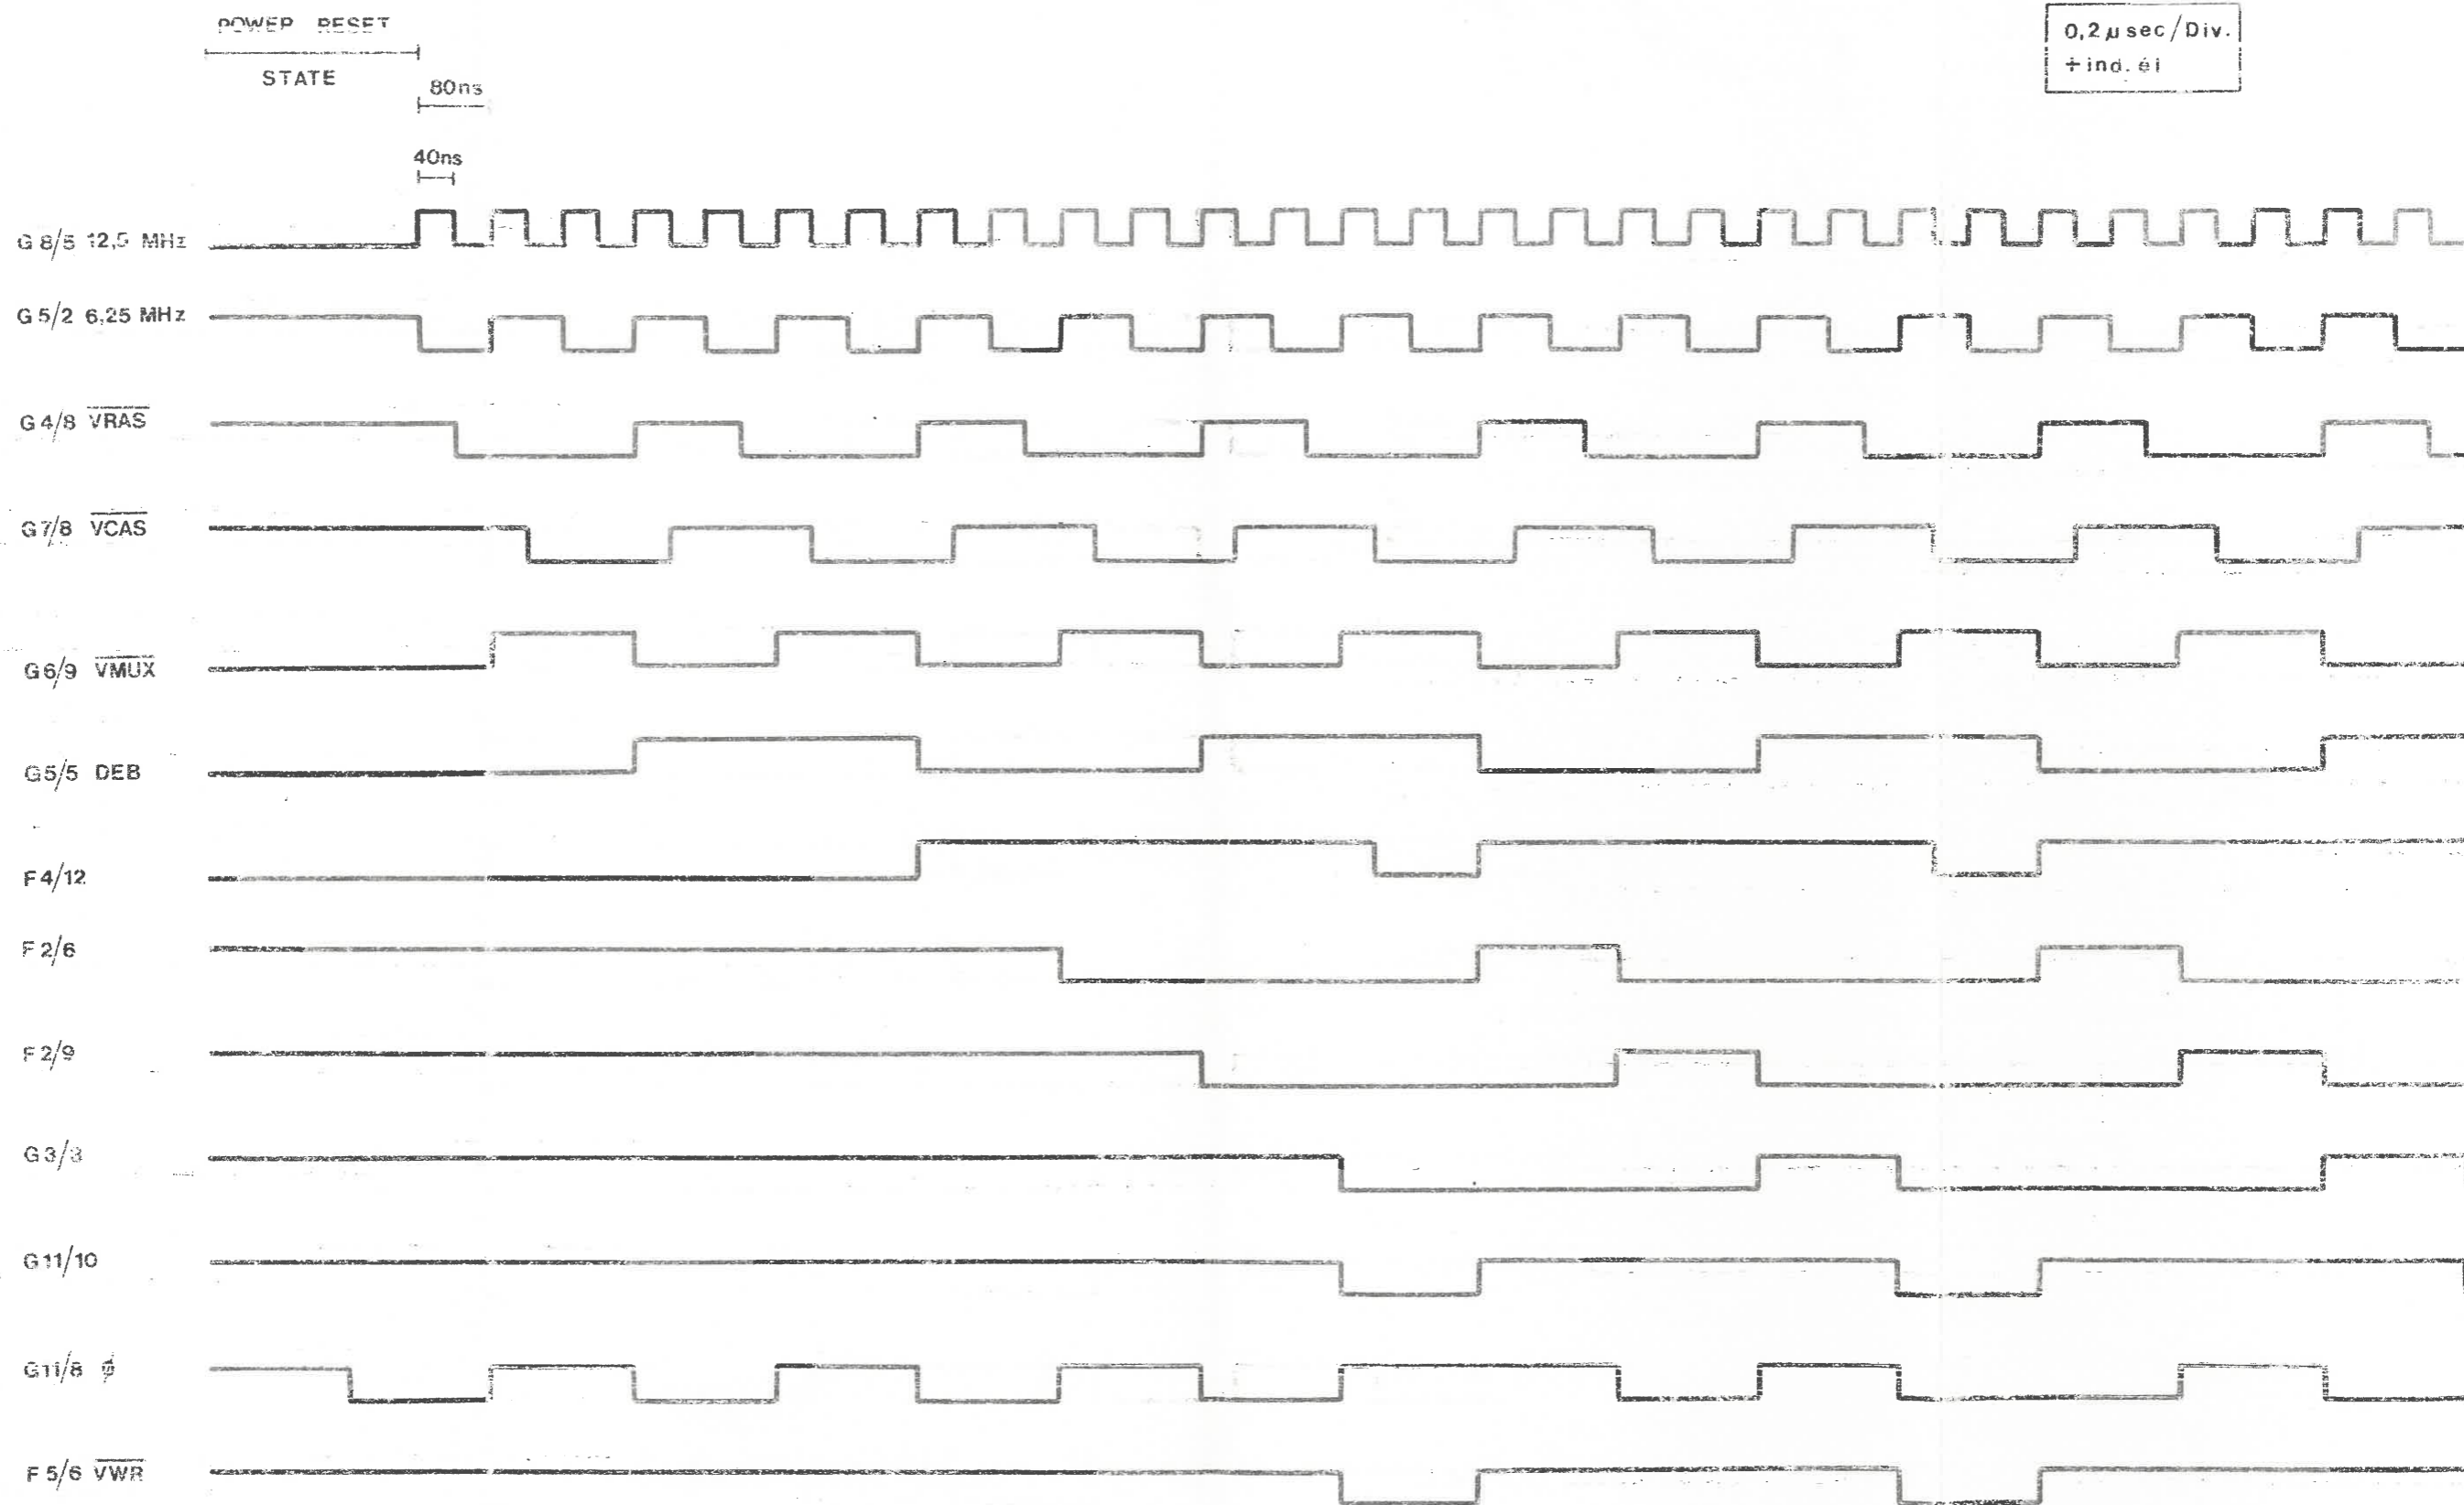 POWER RESET
STATE
80ns
40ns
0,2 µ sec/Div.
÷ ind. éi
G 8/5 12,5 MHz
G 5/2 6,25 MHz
G 4/8 VRAS
G 7/8 VCAS
G 6/9 VMUX
G 5/5 DEB
F 4/12
F 2/6
F 2/9
G 3/3
G 11/10
G 11/8 ϕ
F 5/6 VWR